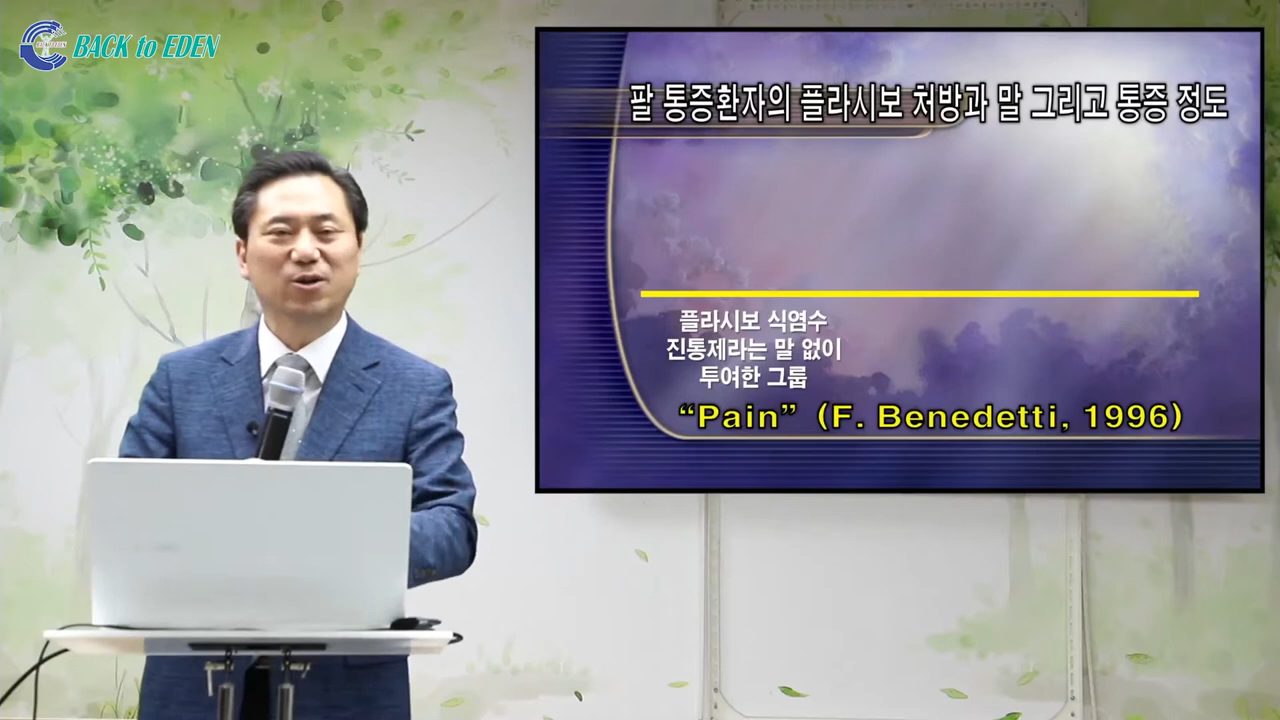 BACK to EDEN
팔 통증환자의 플라시보 처방과 말 그리고 통증 정도
플라시보 식염수
진통제라는 말 없이
투여한 그룹
“Pain” (F. Benedetti, 1996)